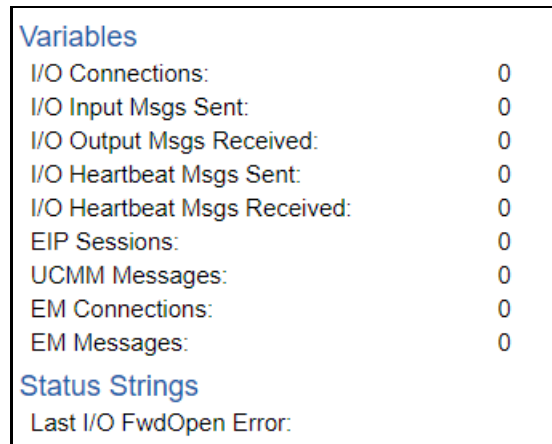 Variables
I/O Connections: 0
I/O Input Msgs Sent: 0
I/O Output Msgs Received: 0
I/O Heartbeat Msgs Sent: 0
I/O Heartbeat Msgs Received: 0
EIP Sessions: 0
UCMM Messages: 0
EM Connections: 0
EM Messages: 0
Status Strings
Last I/O FwdOpen Error: